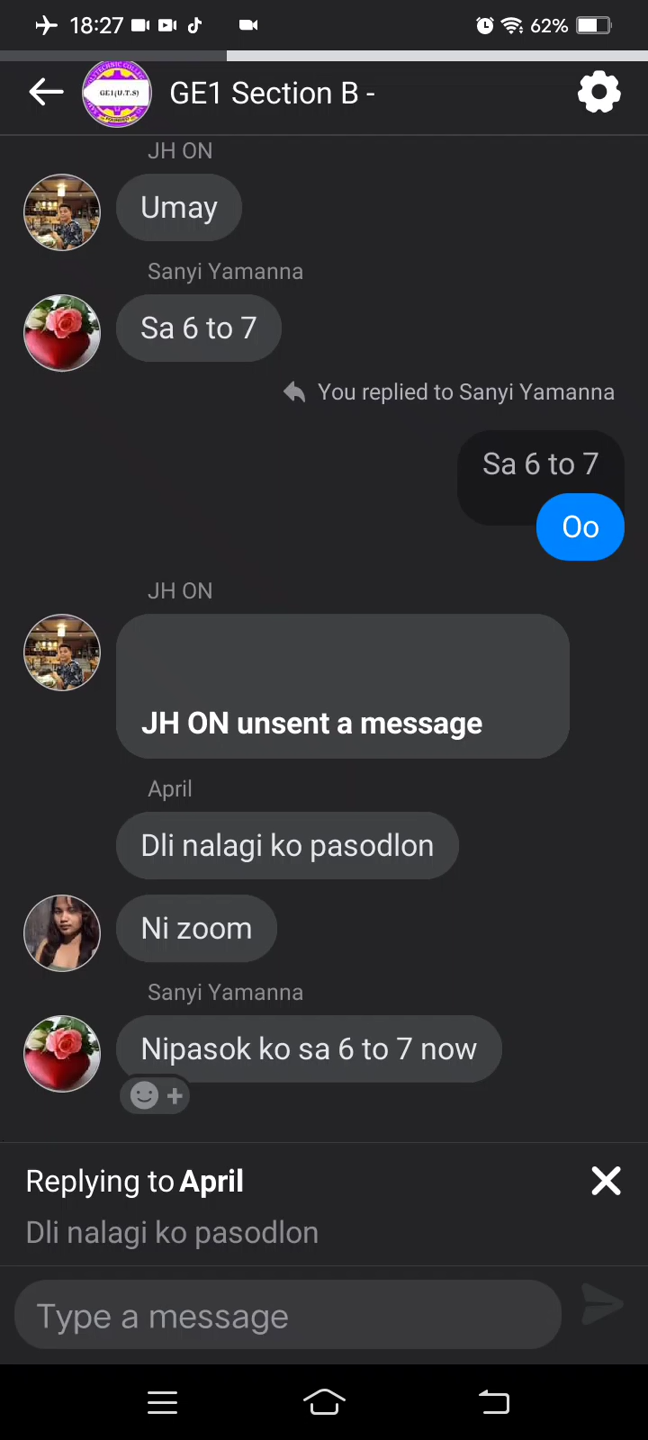 18:27
62%
GE1(U.T.S)
GE1 Section B -
JH ON
Umay
Sanyi Yamanna
Sa 6 to 7
You replied to Sanyi Yamanna
Sa 6 to 7
Oo
JH ON
JH ON unsent a message
April
Dli nalagi ko pasodlon
Ni zoom
Sanyi Yamanna
Nipasok ko sa 6 to 7 now
Replying to April
Dli nalagi ko pasodlon
Type a message